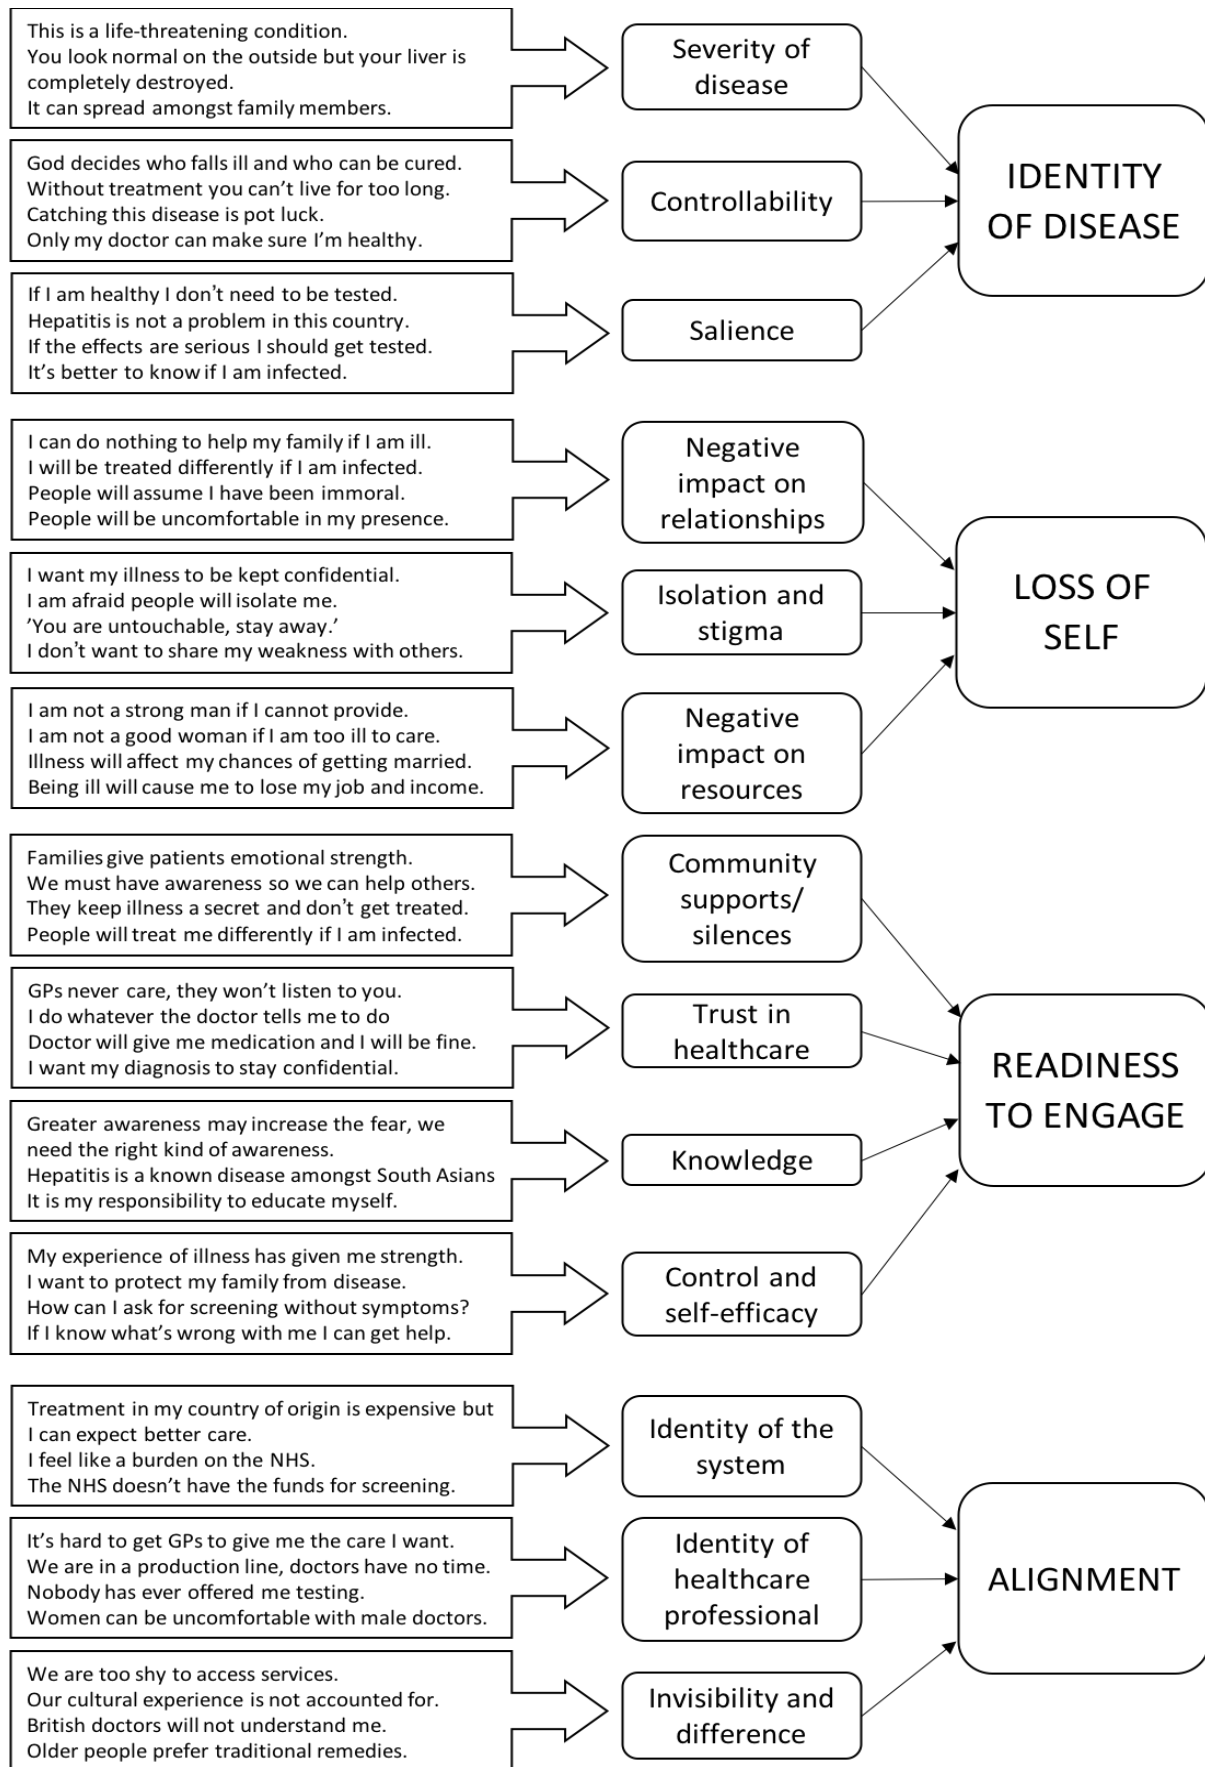 This is a life-threatening condition.
You look normal on the outside but your liver is
completely destroyed.
It can spread amongst family members.
Severity of
disease
God decides who falls ill and who can be cured.
Without treatment you can’t live for too long.
Catching this disease is pot luck.
Only my doctor can make sure I’m healthy.
Controllability
If I am healthy I don’t need to be tested.
Hepatitis is not a problem in this country.
If the effects are serious I should get tested.
It’s better to know if I am infected.
Salience
IDENTITY
OF DISEASE
I can do nothing to help my family if I am ill.
I will be treated differently if I am infected.
People will assume I have been immoral.
People will be uncomfortable in my presence.
Negative
impact on
relationships
I want my illness to be kept confidential.
I am afraid people will isolate me.
’You are untouchable, stay away.’
I don’t want to share my weakness with others.
Isolation and
stigma
I am not a strong man if I cannot provide.
I am not a good woman if I am too ill to care.
Illness will affect my chances of getting married.
Being ill will cause me to lose my job and income.
Negative
impact on
resources
LOSS OF
SELF
Families give patients emotional strength.
We must have awareness so we can help others.
They keep illness a secret and don’t get treated.
People will treat me differently if I am infected.
Community
supports/
silences
GPs never care, they won’t listen to you.
I do whatever the doctor tells me to do
Doctor will give me medication and I will be fine.
I want my diagnosis to stay confidential.
Trust in
healthcare
Greater awareness may increase the fear, we
need the right kind of awareness.
Hepatitis is a known disease amongst South Asians
It is my responsibility to educate myself.
Knowledge
My experience of illness has given me strength.
I want to protect my family from disease.
How can I ask for screening without symptoms?
If I know what’s wrong with me I can get help.
Control and
self-efficacy
READINESS
TO ENGAGE
Treatment in my country of origin is expensive but
I can expect better care.
I feel like a burden on the NHS.
The NHS doesn’t have the funds for screening.
Identity of the
system
It’s hard to get GPs to give me the care I want.
We are in a production line, doctors have no time.
Nobody has ever offered me testing.
Women can be uncomfortable with male doctors.
Identity of
healthcare
professional
We are too shy to access services.
Our cultural experience is not accounted for.
British doctors will not understand me.
Older people prefer traditional remedies.
Invisibility and
difference
ALIGNMENT